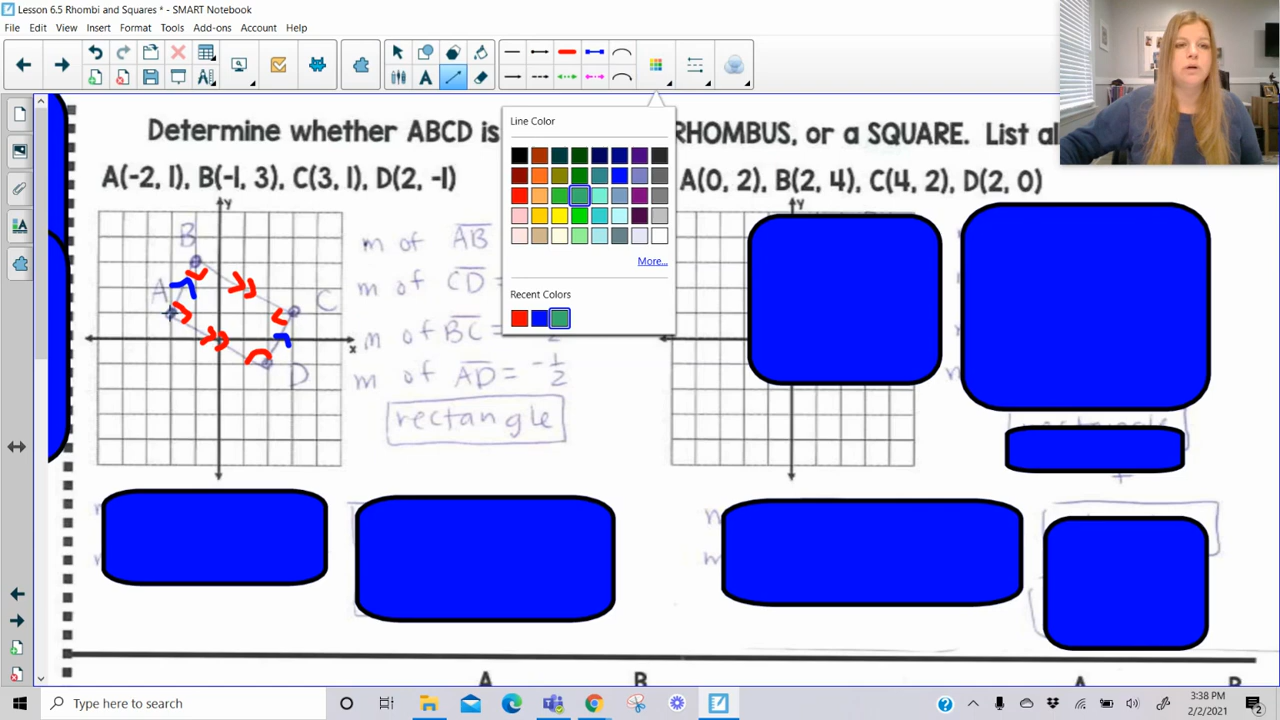 Lesson 6.5 Rhombi and Squares * - SMART Notebook
File Edit View Insert Format Tools Add-ons Account Help
Line Color
More...
Recent Colors
Determine whether ABCD is RHOMBUS, or a SQUARE. List al
A(-2, 1), B(-1, 3), C(3, 1), D(2, -1)
A(0, 2), B(2, 4), C(4, 2), D(2, 0)
y
y
B
A
C
D
x
m of AB
m of CD =
m of BC =
2
m of AD = -1/2
rectangle
+
m
A B A B
Type here to search
3:38 PM
2/2/2021
2